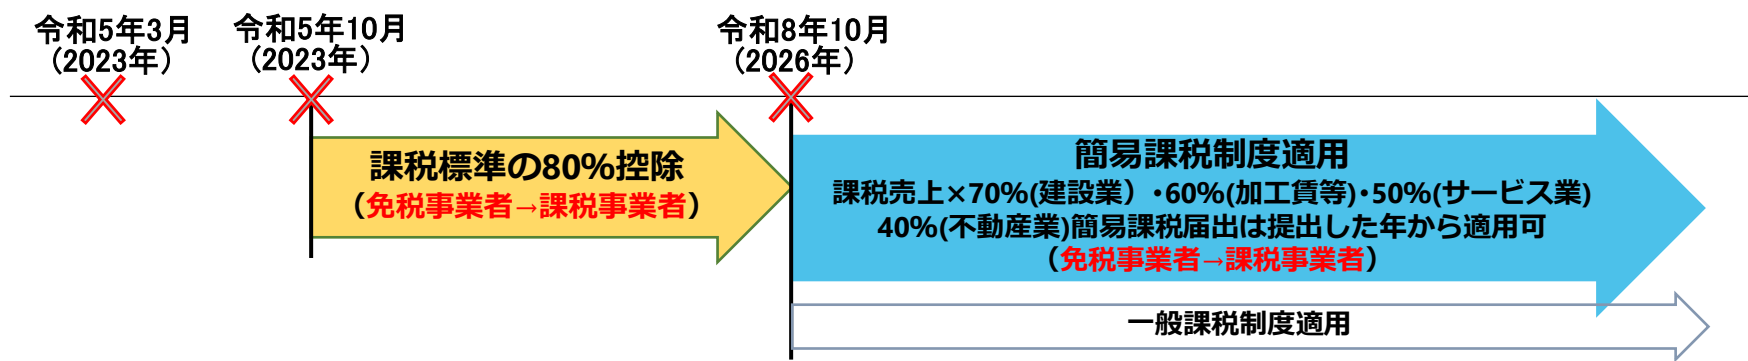 令和5年3月
（2023年）
令和5年10月
（2023年）
令和8年10月
（2026年）
課税標準の80%控除
（免税事業者→課税事業者）
簡易課税制度適用
課税売上×70%(建設業）・60%(加工賃等)・50%(サービス業)
40%(不動産業)簡易課税届出は提出した年から適用可
（免税事業者→課税事業者）
一般課税制度適用